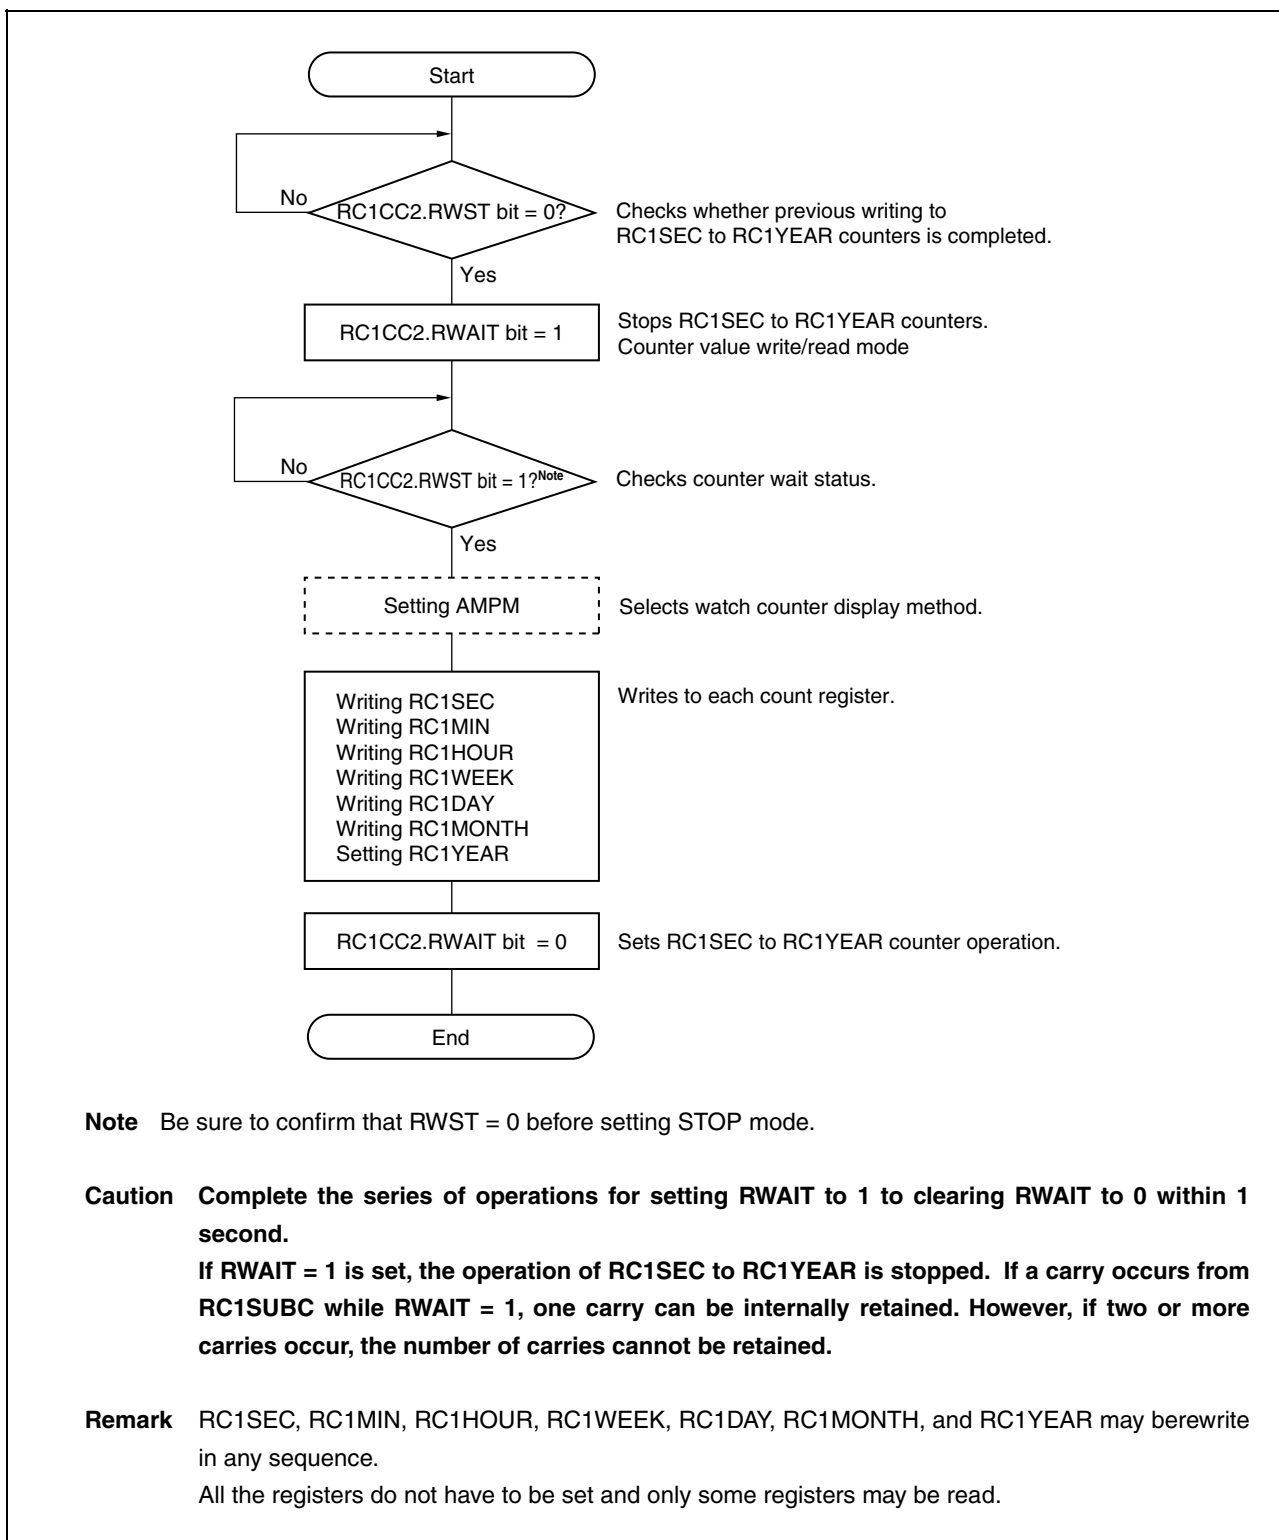 Start
No
RC1CC2.RWST bit = 0?
Checks whether previous writing to
RC1SEC to RC1YEAR counters is completed.
Yes
RC1CC2.RWAIT bit = 1
Stops RC1SEC to RC1YEAR counters.
Counter value write/read mode
No
RC1CC2.RWST bit = 1?Note
Checks counter wait status.
Yes
Setting AMPM
Selects watch counter display method.
Writing RC1SEC
Writing RC1MIN
Writing RC1HOUR
Writing RC1WEEK
Writing RC1DAY
Writing RC1MONTH
Setting RC1YEAR
Writes to each count register.
RC1CC2.RWAIT bit = 0
Sets RC1SEC to RC1YEAR counter operation.
End
Note Be sure to confirm that RWST = 0 before setting STOP mode.
Caution Complete the series of operations for setting RWAIT to 1 to clearing RWAIT to 0 within 1
second.
If RWAIT = 1 is set, the operation of RC1SEC to RC1YEAR is stopped. If a carry occurs from
RC1SUBC while RWAIT = 1, one carry can be internally retained. However, if two or more
carries occur, the number of carries cannot be retained.
Remark RC1SEC, RC1MIN, RC1HOUR, RC1WEEK, RC1DAY, RC1MONTH, and RC1YEAR may berewrite
in any sequence.
All the registers do not have to be set and only some registers may be read.